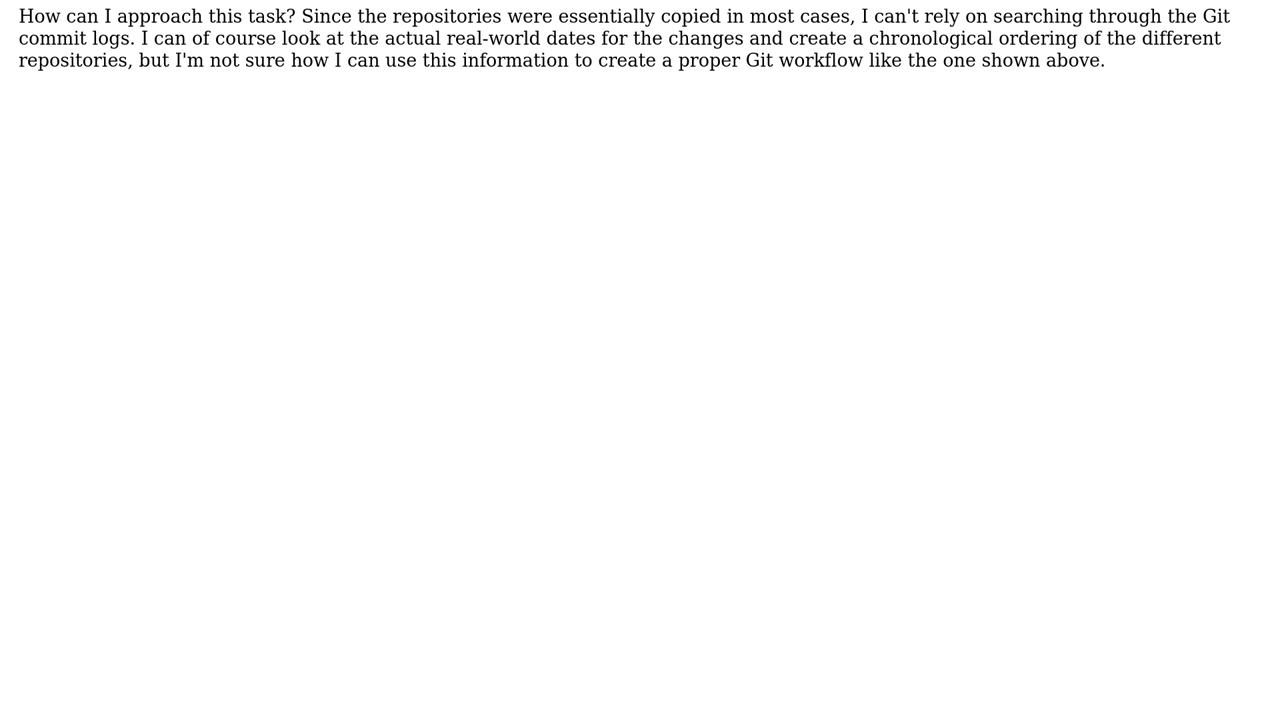 How can I approach this task? Since the repositories were essentially copied in most cases, I can't rely on searching through the Git
commit logs. I can of course look at the actual real-world dates for the changes and create a chronological ordering of the different
repositories, but I'm not sure how I can use this information to create a proper Git workflow like the one shown above.